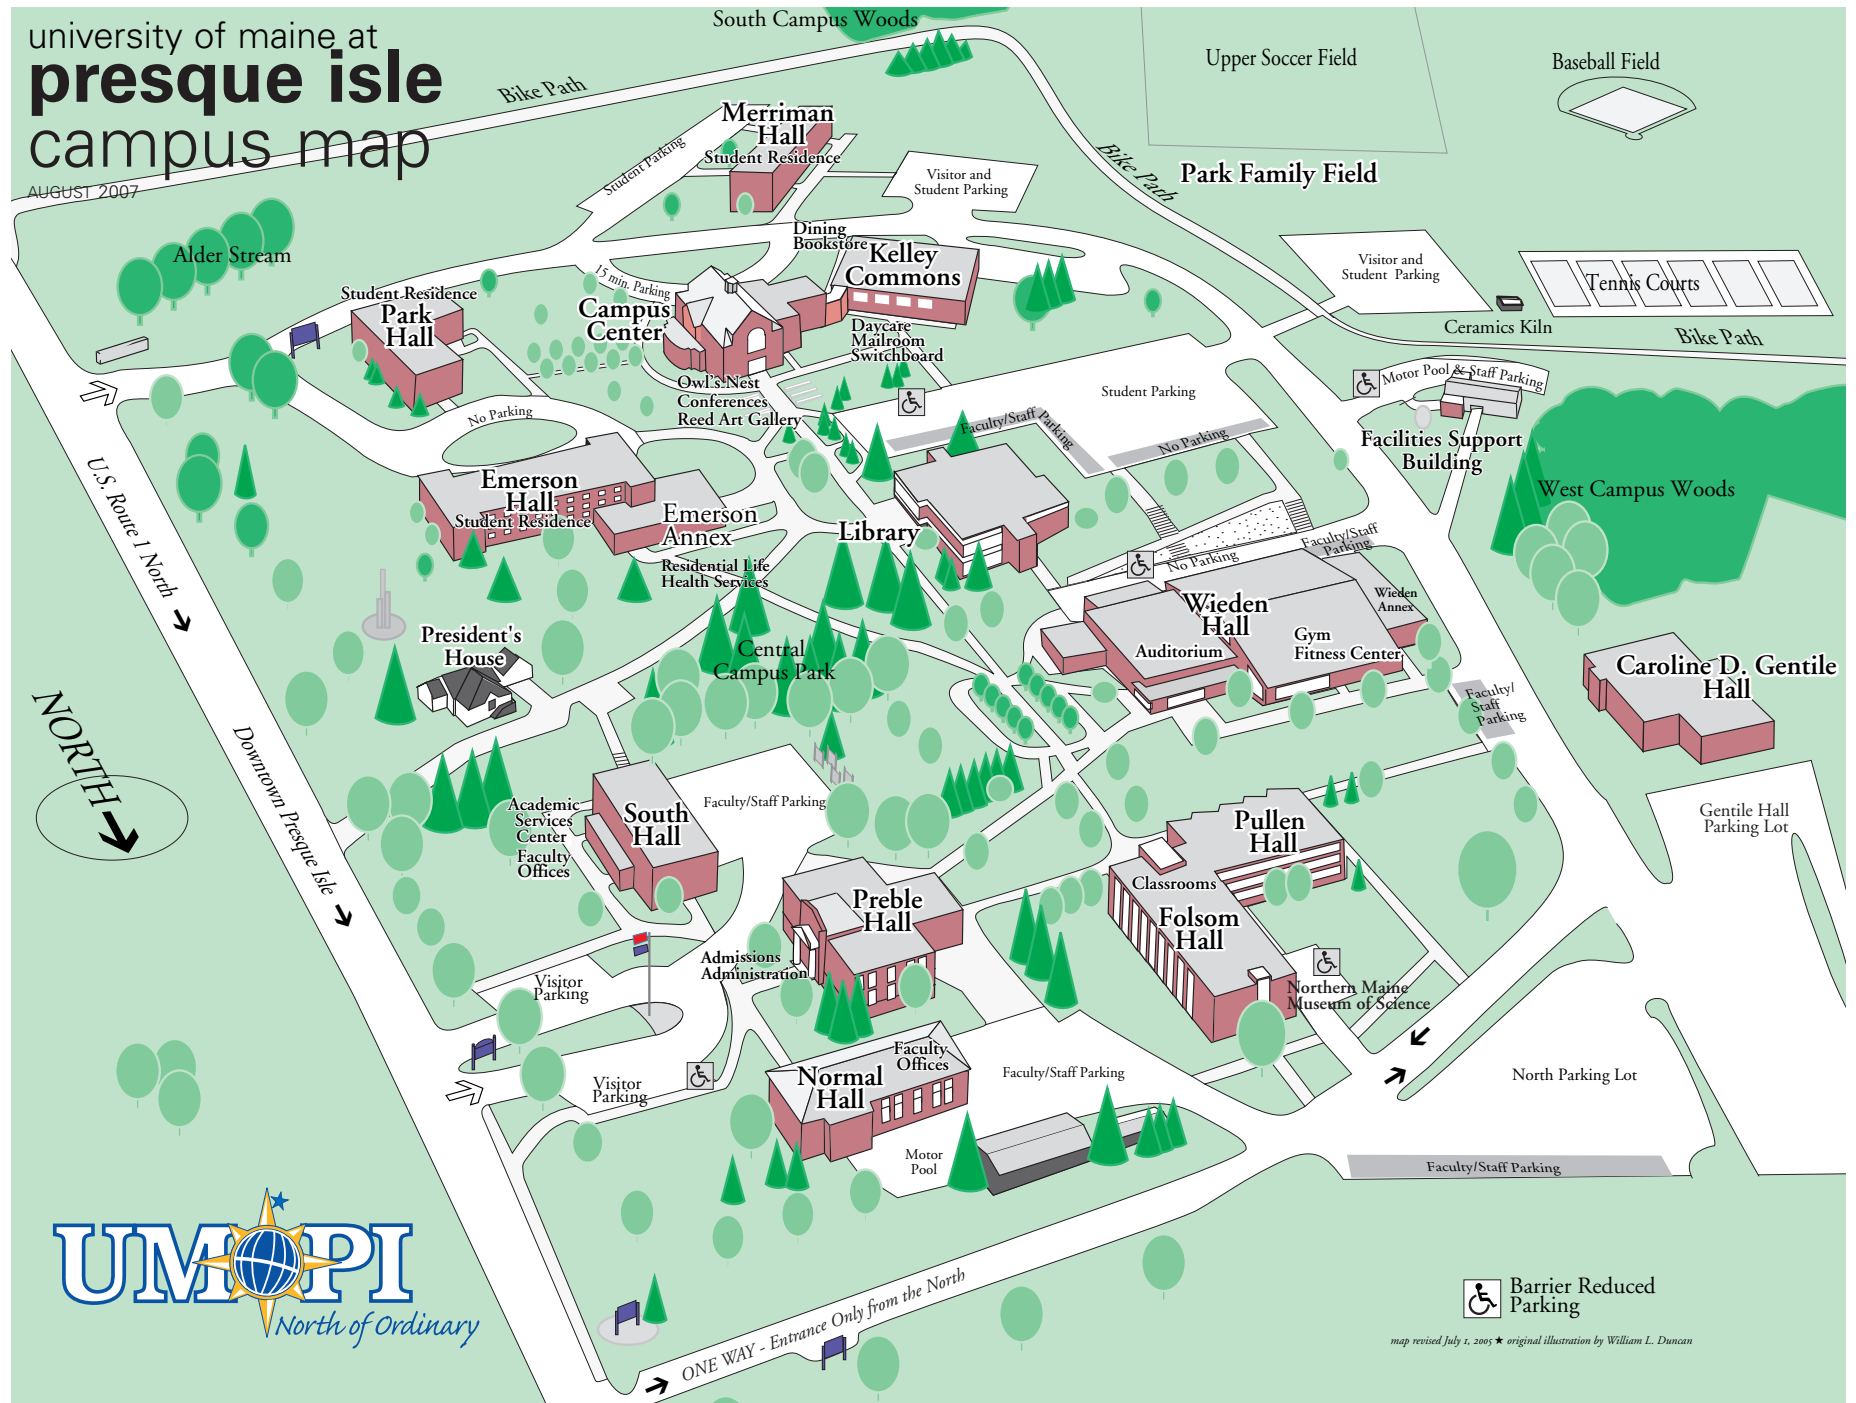 university of maine at
presque isle
campus map
AUGUST 2007
South Campus Woods
Bike Path
Upper Soccer Field
Baseball Field
Merriman
Hall
Student Residence
Student Parking
Visitor and
Student Parking
Bike Path
Park Family Field
Alder Stream
Dining
Bookstore
Kelley
Commons
15 min. Parking
Campus
Center
Student Residence
Park
Hall
Daycare
Mailroom
Switchboard
Visitor and
Student Parking
Tennis Courts
Ceramics Kiln
Bike Path
Owl's Nest
Conferences
Reed Art Gallery
No Parking
Student Parking
Motor Pool & Staff Parking
Faculty/Staff Parking
No Parking
Facilities Support
Building
U.S. Route 1 North
Emerson
Hall
Student Residence
Emerson
Annex
Residential Life
Health Services
Library
West Campus Woods
Faculty/Staff
Parking
No Parking
Wieden
Hall
Wieden
Annex
Auditorium
Gym
Fitness Center
President's
House
Central
Campus Park
Caroline D. Gentile
Hall
Faculty/
Staff
Parking
NORTH
Downtown Presque Isle
Academic
Services
Center
Faculty
Offices
South
Hall
Faculty/Staff Parking
Pullen
Hall
Gentile Hall
Parking Lot
Classrooms
Folsom
Hall
Preble
Hall
Admissions
Administration
Visitor
Parking
Northern Maine
Museum of Science
Faculty
Offices
Normal
Hall
Visitor
Parking
Faculty/Staff Parking
North Parking Lot
Motor
Pool
Faculty/Staff Parking
UMPI
North of Ordinary
ONE WAY - Entrance Only from the North
Barrier Reduced
Parking
map revised July 1, 2005 ★ original illustration by William L. Duncan